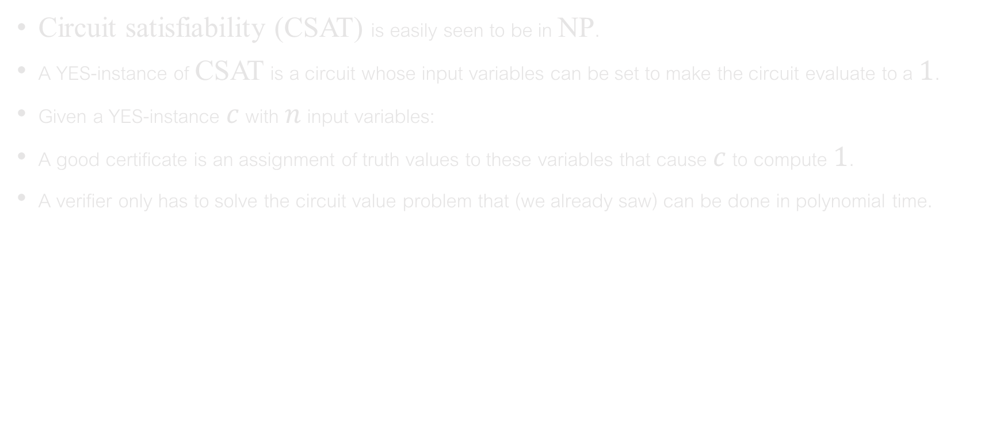 • Circuit satisfiability (CSAT) is easily seen to be in NP.
• A YES-instance of CSAT is a circuit whose input variables can be set to make the circuit evaluate to a 1.
• Given a YES-instance c with n input variables:
• A good certificate is an assignment of truth values to these variables that cause c to compute 1.
• A verifier only has to solve the circuit value problem that (we already saw) can be done in polynomial time.